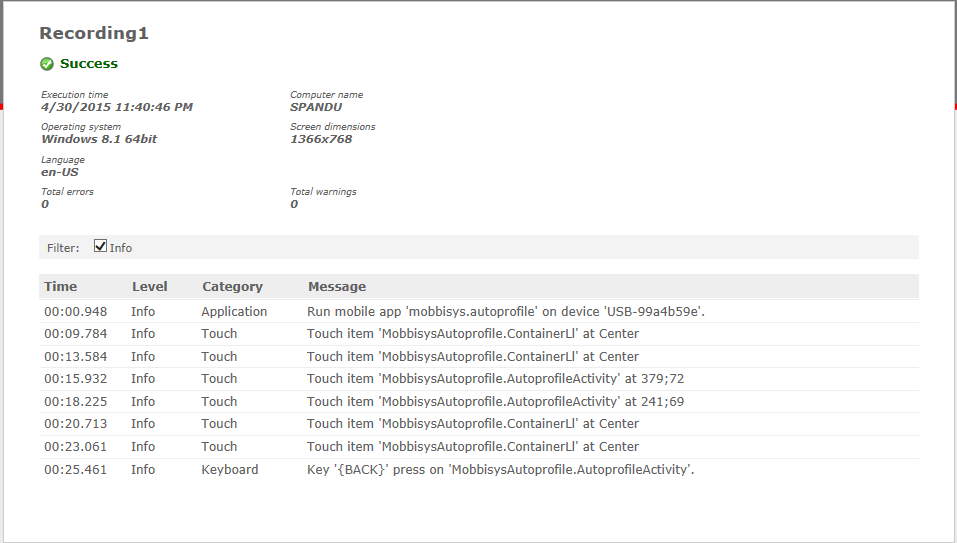 Recording1
Success
Execution time Computer name
4/30/2015 11:40:46 PM SPANDU
Operating system Screen dimensions
Windows 8.1 64bit 1366x768
Language
en-US
Total errors Total warnings
0 0
Filter: Info
Time Level Category Message
00:00.948 Info Application Run mobile app 'mobbisys.autoprofile' on device 'USB-99a4b59e'.
00:09.784 Info Touch Touch item 'MobbisysAutoprofile.ContainerLl' at Center
00:13.584 Info Touch Touch item 'MobbisysAutoprofile.ContainerLl' at Center
00:15.932 Info Touch Touch item 'MobbisysAutoprofile.AutoprofileActivity' at 379;72
00:18.225 Info Touch Touch item 'MobbisysAutoprofile.AutoprofileActivity' at 241;69
00:20.713 Info Touch Touch item 'MobbisysAutoprofile.ContainerLl' at Center
00:23.061 Info Touch Touch item 'MobbisysAutoprofile.ContainerLl' at Center
00:25.461 Info Keyboard Key '{BACK}' press on 'MobbisysAutoprofile.AutoprofileActivity'.